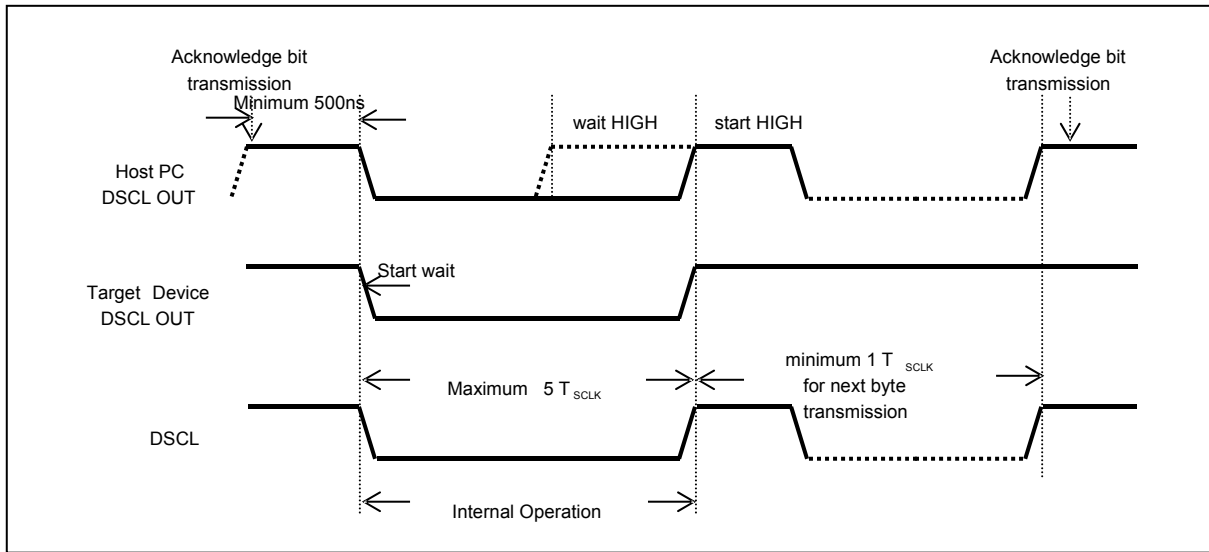 Acknowledge bit
transmission
Minimum 500ns
Acknowledge bit
transmission
wait HIGH
start HIGH
Host PC
DSCL OUT
Start wait
Target Device
DSCL OUT
Maximum 5 T SCLK
minimum 1 T SCLK
for next byte
transmission
DSCL
Internal Operation